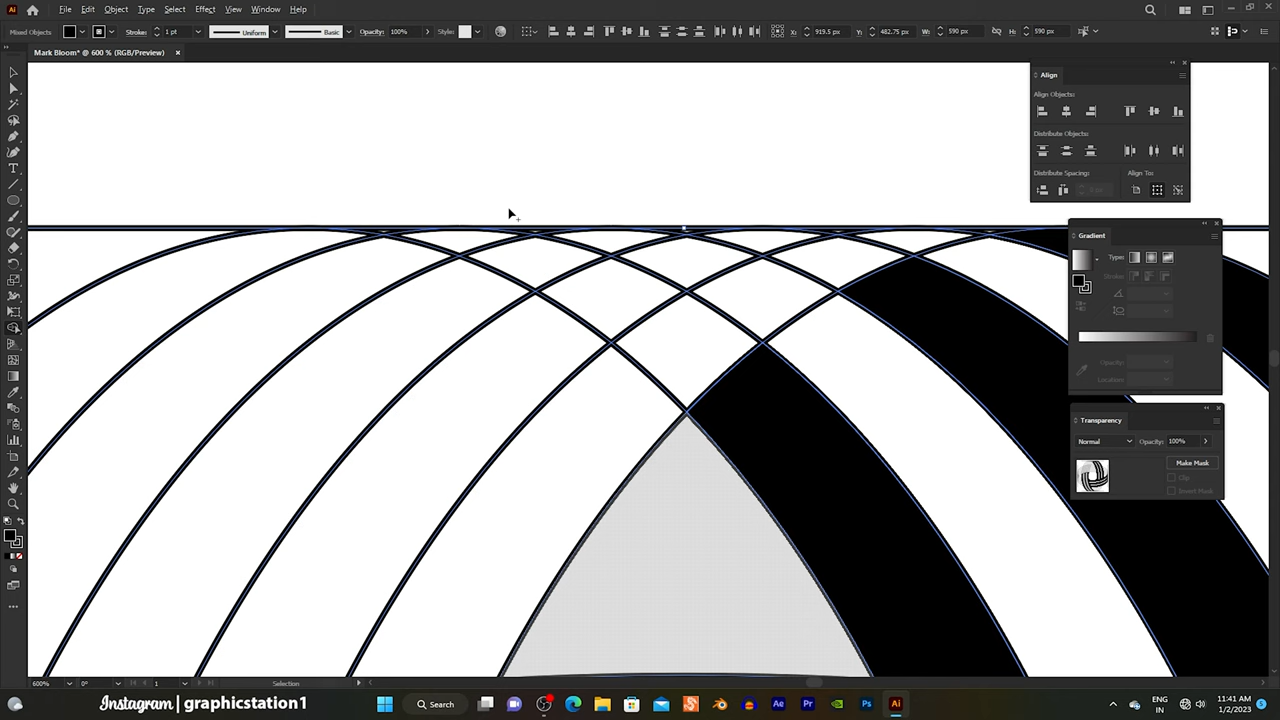 File Edit Object Type Select Effect View Window Help
Mixed Objects Stroke: 1 pt Uniform Basic Opacity: 100% Style: X: 919.5 px Y: 482.75 px W: 590 px H: 590 px
Mark Bloom* @ 600 % (RGB/Preview)
Align
Align Objects:
Distribute Objects:
Distribute Spacing: Align To:
Gradient
Type:
Stroke:
Opacity:
Location:
Transparency
Normal Opacity: 100%
Make Mask
Clip
Invert Mask
600% 0° 1 Selection
Instagram | graphicstation1
Search
ENG
IN
11:41 AM
1/2/2023